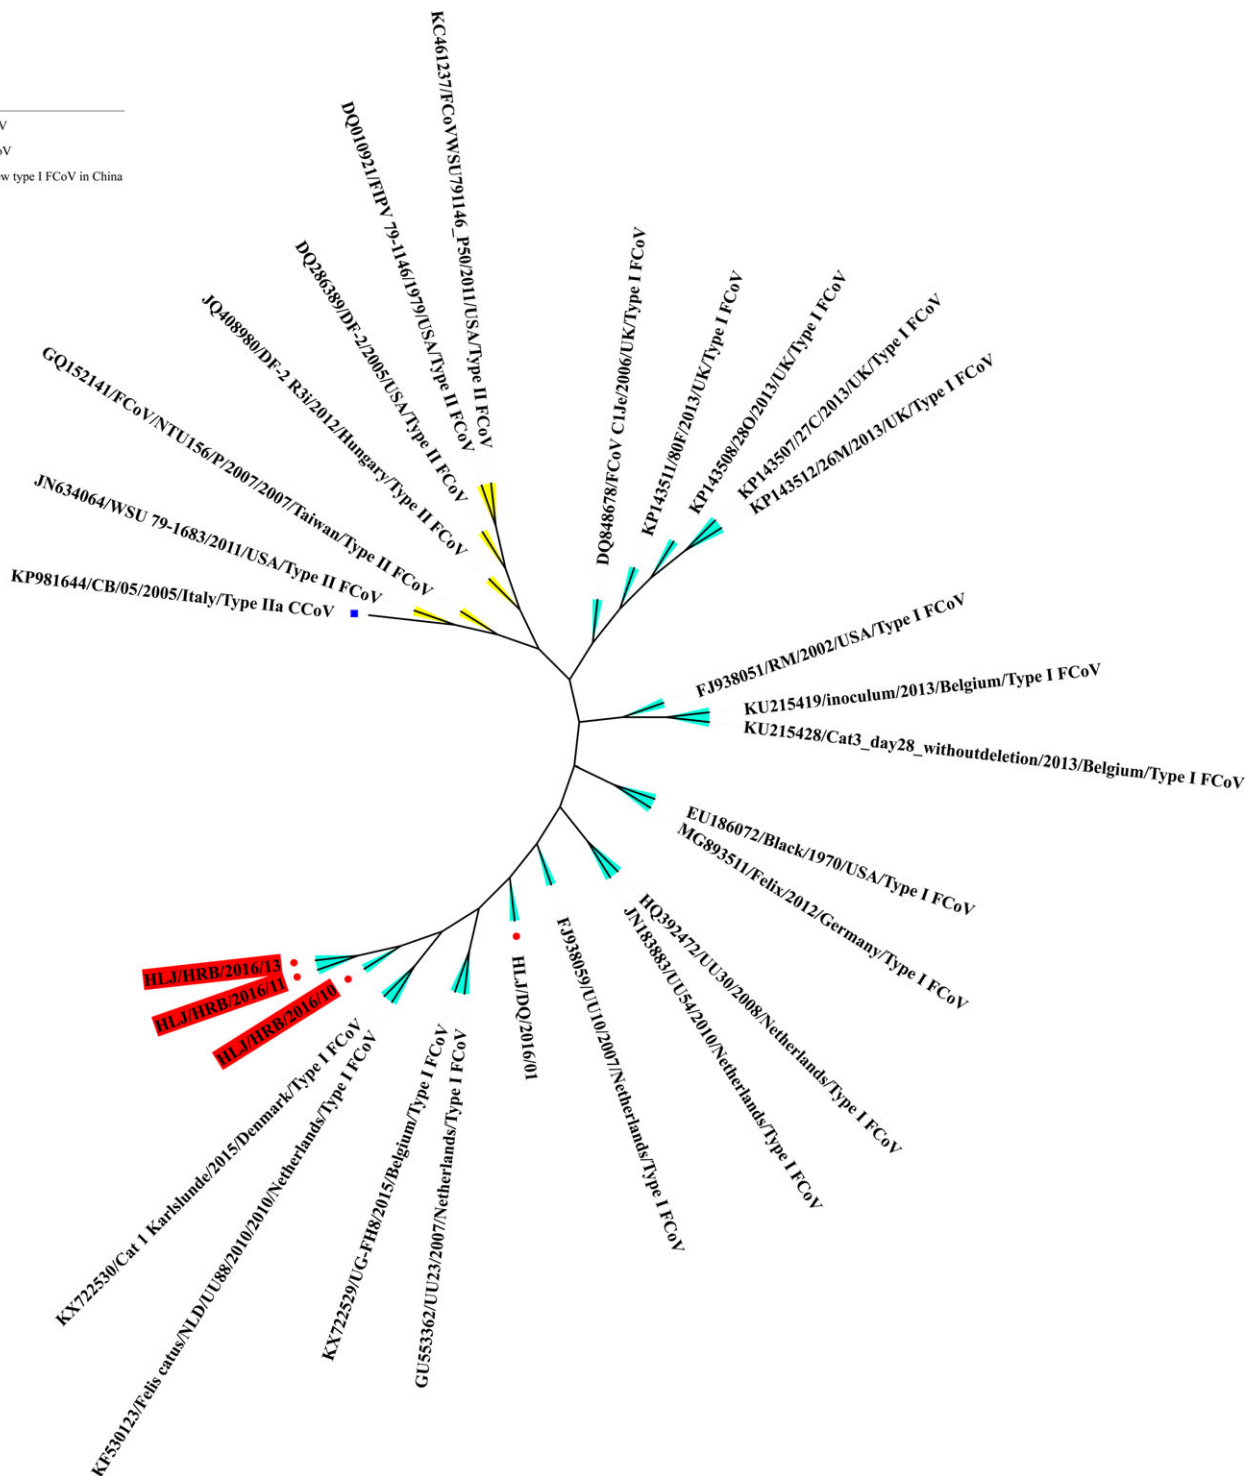 V
oV
ew type I FCoV in China
KC461237/FCoVWSU791146_P50/2011/USA/Type II FCoV
DQ010921/FIPV 79-1146/1979/USA/Type II FCoV
DQ286389/DF-2/2005/USA/Type II FCoV
JQ408980/DF-2 R3i/2012/Hungary/Type II FCoV
GQ152141/FCoV/NTU156/P/2007/2007/Taiwan/Type II FCoV
JN634064/WSU 79-1683/2011/USA/Type II FCoV
KP981644/CB/05/2005/Italy/Type IIa CCoV
DQ848678/FCoV C1Je/2006/UK/Type I FCoV
KP143511/80F/2013/UK/Type I FCoV
KP143508/28O/2013/UK/Type I FCoV
KP143507/27C/2013/UK/Type I FCoV
KP143512/26M/2013/UK/Type I FCoV
FJ938051/RM/2002/USA/Type I FCoV
KU215419/inoculum/2013/Belgium/Type I FCoV
KU215428/Cat3_day28_withoutdeletion/2013/Belgium/Type I FCoV
EU186072/Black/1970/USA/Type I FCoV
MG893511/Felix/2012/Germany/Type I FCoV
HQ392472/UU30/2008/Netherlands/Type I FCoV
JN183883/UU54/2010/Netherlands/Type I FCoV
FJ938059/UU10/2007/Netherlands/Type I FCoV
HLJ/DQ/2016/01
GU553362/UU23/2007/Netherlands/Type I FCoV
KX722529/UG-FH8/2015/Belgium/Type I FCoV
KF530123/Felis catus/NLD/UU88/2010/2010/Netherlands/Type I FCoV
KX722530/Cat 1 Karlslunde/2015/Denmark/Type I FCoV
HLJ/HRB/2016/10
HLJ/HRB/2016/11
HLJ/HRB/2016/13